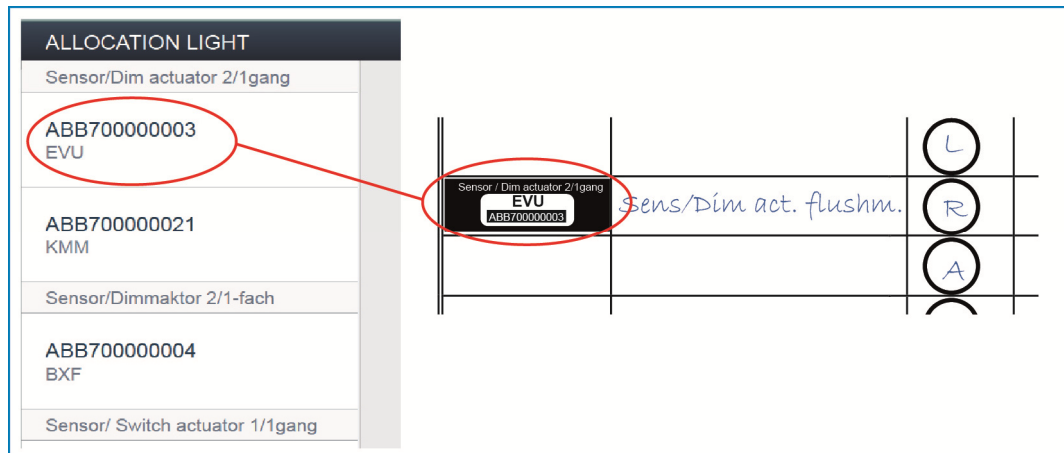 ALLOCATION LIGHT
Sensor/Dim actuator 2/1gang
ABB700000003
EVU
ABB700000021
KMM
Sensor/Dimmaktor 2/1-fach
ABB700000004
BXF
Sensor/ Switch actuator 1/1gang
L
Sensor / Dim actuator 2/1gang
EVU
ABB700000003
Sens/Dim act. flushm.
R
A